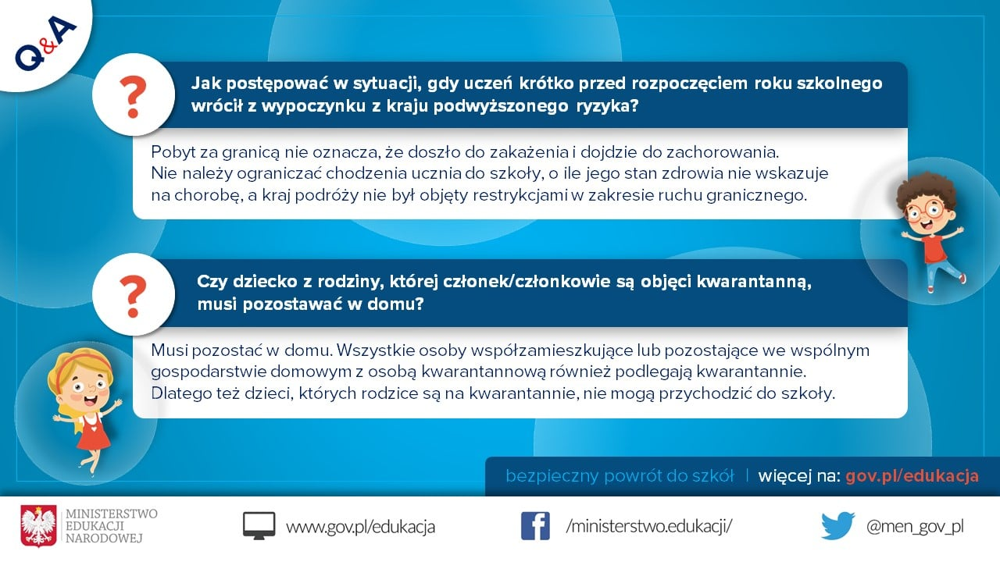 Q&A
?
Jak postępować w sytuacji, gdy uczeń krótko przed rozpoczęciem roku szkolnego
wrócił z wypoczynku z kraju podwyższonego ryzyka?
Pobyt za granicą nie oznacza, że doszło do zakażenia i dojdzie do zachorowania.
Nie należy ograniczać chodzenia ucznia do szkoły, o ile jego stan zdrowia nie wskazuje
na chorobę, a kraj podróży nie był objęty restrykcjami w zakresie ruchu granicznego.
?
Czy dziecko z rodziny, której członek/członkowie są objęci kwarantanną,
musi pozostawać w domu?
Musi pozostać w domu. Wszystkie osoby współzamieszkujące lub pozostające we wspólnym
gospodarstwie domowym z osobą kwarantannową również podlegają kwarantannie.
Dlatego też dzieci, których rodzice są na kwarantannie, nie mogą przychodzić do szkoły.
bezpieczny powrót do szkół | więcej na: gov.pl/edukacja
MINISTERSTWO
EDUKACJI
NARODOWEJ
www.gov.pl/edukacja
/ministerstwo.edukacji/
@men_gov_pl